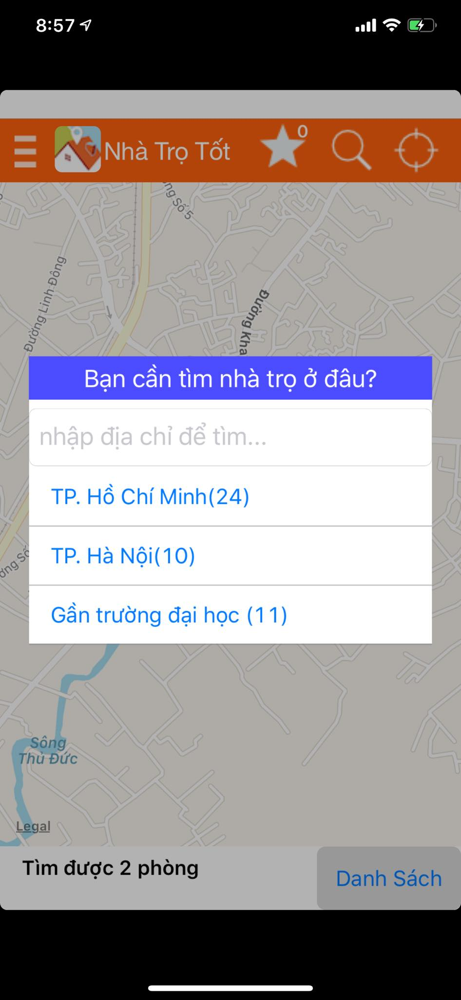 8:57
Nhà Trọ Tốt
0
ng Số 5
Đường Linh Đông
Đường Kha
Bạn cần tìm nhà trọ ở đâu?
nhập địa chỉ để tìm...
TP. Hồ Chí Minh(24)
TP. Hà Nội(10)
ờng Số
Gần trường đại học (11)
Sông
Thủ Đức
Legal
Tìm được 2 phòng
Danh Sách